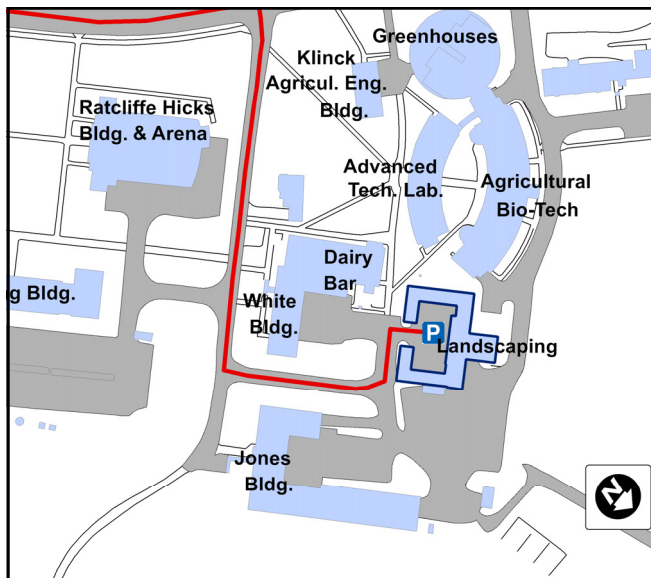 Greenhouses
Klinck
Agricul. Eng.
Bldg.
Ratcliffe Hicks
Bldg. & Arena
Advanced
Tech. Lab.
Agricultural
Bio-Tech
Dairy
Bar
g Bldg.
White
Bldg.
P
Landscaping
Jones
Bldg.
N